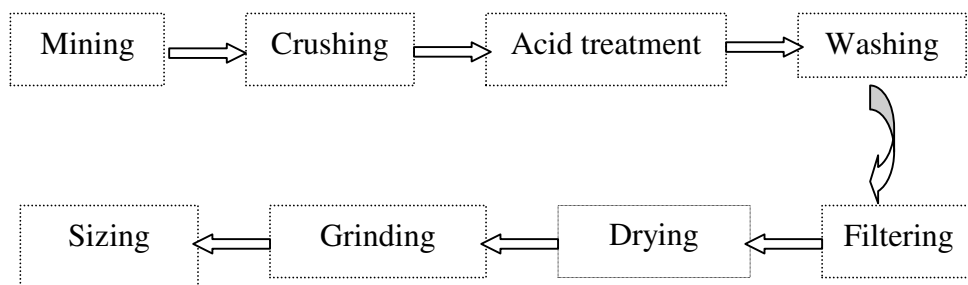 Mining
Crushing
Acid treatment
Washing
Filtering
Drying
Grinding
Sizing